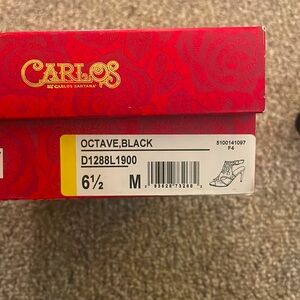 CARLOS
BY CARLOS SANTANA
OCTAVE,BLACK
5100141097
D1288L1900
F4
6½ M